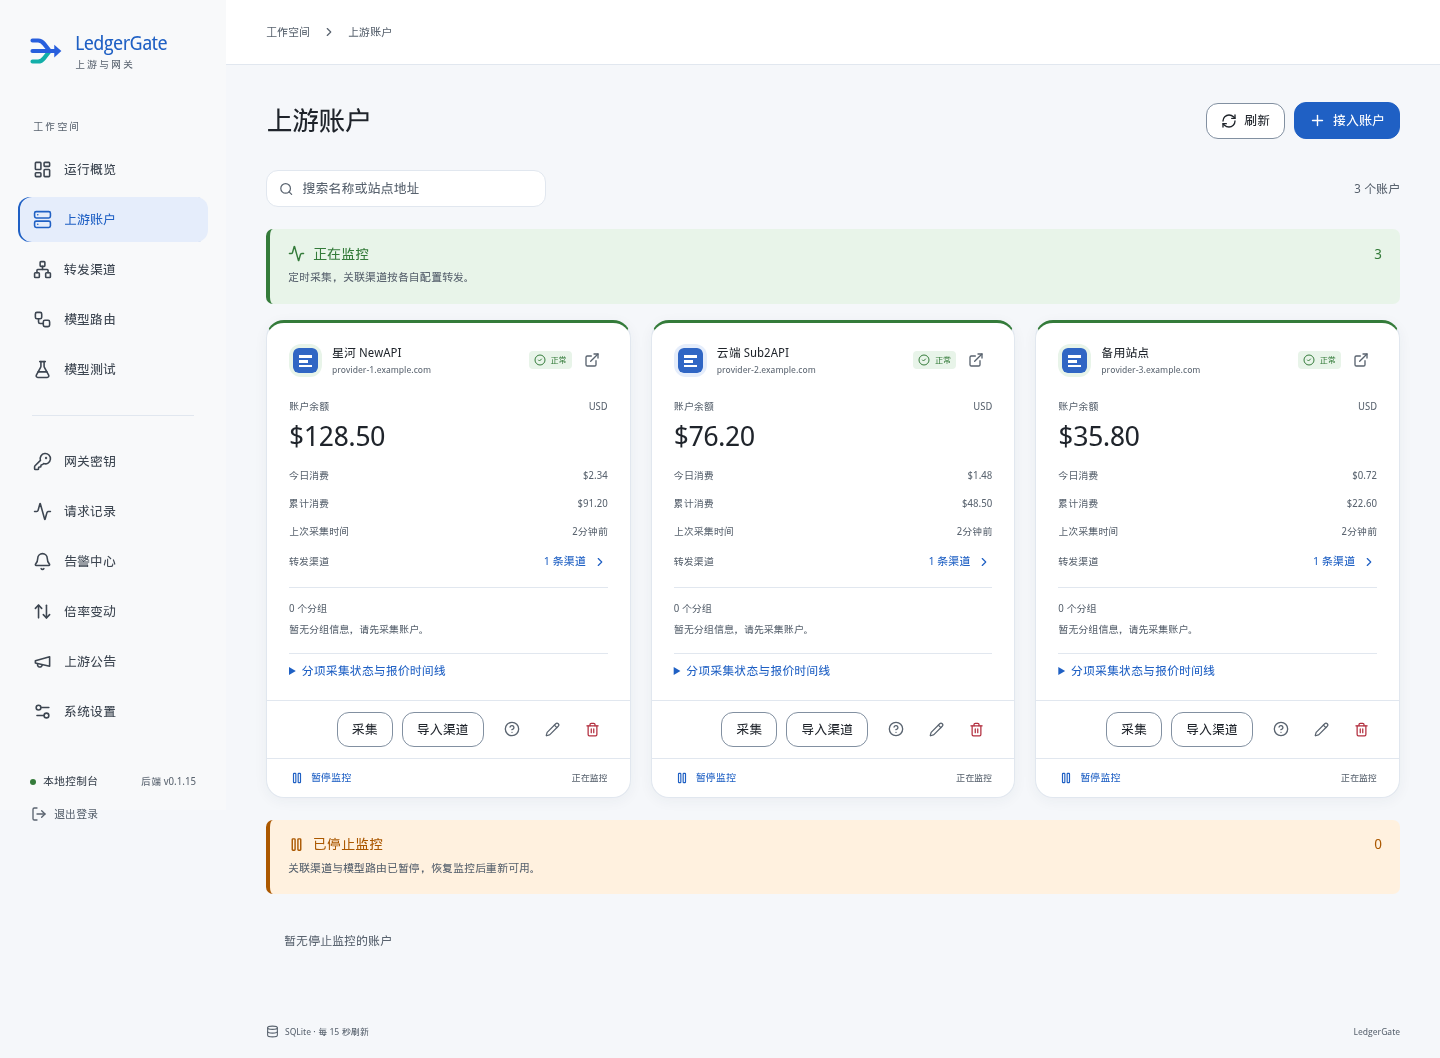 LedgerGate
上游与网关
工作空间
运行概览
上游账户
转发渠道
模型路由
模型测试
网关密钥
请求记录
告警中心
倍率变动
上游公告
系统设置
本地控制台 后端 v0.1.15
退出登录
工作空间 上游账户
上游账户
刷新
接入账户
搜索名称或站点地址
3 个账户
正在监控 3
定时采集，关联渠道按各自配置转发。
星河 NewAPI
provider-1.example.com
正常
账户余额 USD
$128.50
今日消费 $2.34
累计消费 $91.20
上次采集时间 2分钟前
转发渠道 1 条渠道
0 个分组
暂无分组信息，请先采集账户。
分项采集状态与报价时间线
采集 导入渠道
暂停监控 正在监控
云端 Sub2API
provider-2.example.com
正常
账户余额 USD
$76.20
今日消费 $1.48
累计消费 $48.50
上次采集时间 2分钟前
转发渠道 1 条渠道
0 个分组
暂无分组信息，请先采集账户。
分项采集状态与报价时间线
采集 导入渠道
暂停监控 正在监控
备用站点
provider-3.example.com
正常
账户余额 USD
$35.80
今日消费 $0.72
累计消费 $22.60
上次采集时间 2分钟前
转发渠道 1 条渠道
0 个分组
暂无分组信息，请先采集账户。
分项采集状态与报价时间线
采集 导入渠道
暂停监控 正在监控
已停止监控 0
关联渠道与模型路由已暂停，恢复监控后重新可用。
暂无停止监控的账户
SQLite · 每 15 秒刷新
LedgerGate